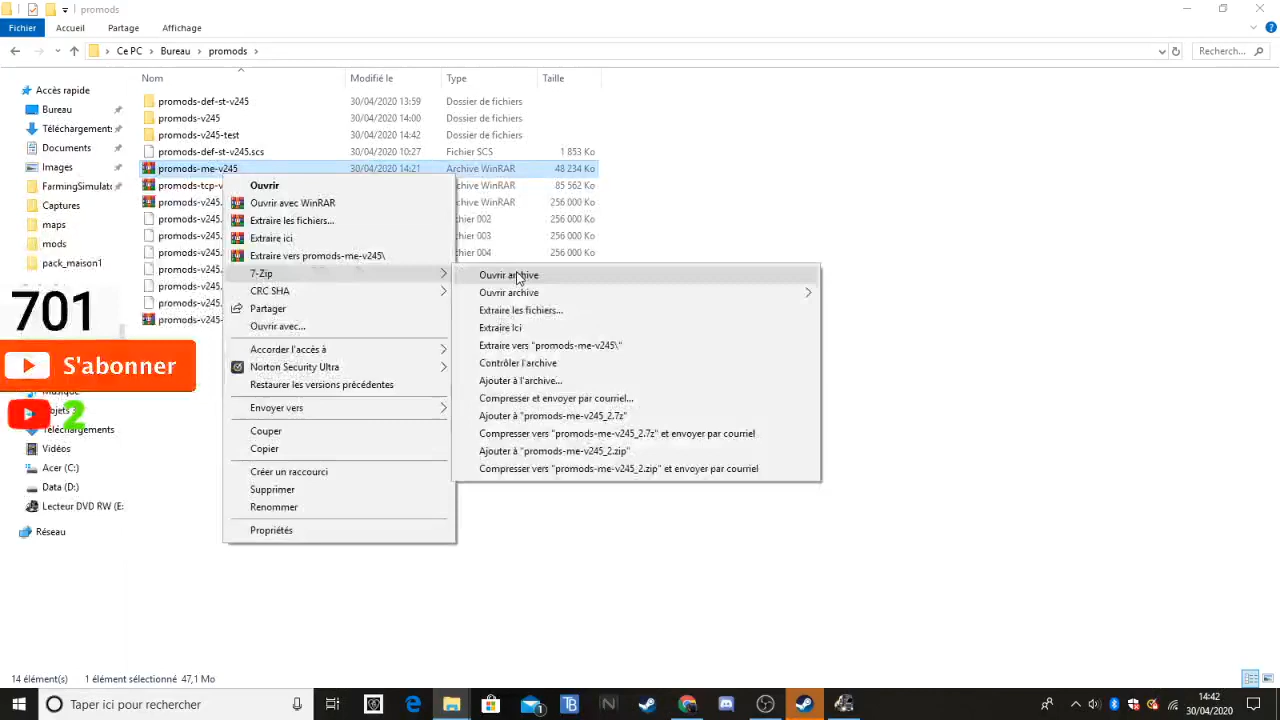 promods
Fichier Accueil Partage Affichage
Ce PC Bureau promods Recherch...
Nom Modifié le Type Taille
Accès rapide
Bureau
Téléchargements
Documents
Images
FarmingSimulat
Captures
maps
mods
pack_maison1
promods-def-st-v245 30/04/2020 13:59 Dossier de fichiers
promods-v245 30/04/2020 14:00 Dossier de fichiers
promods-v245-test 30/04/2020 14:42 Dossier de fichiers
promods-def-st-v245.scs 30/04/2020 10:27 Fichier SCS 1 853 Ko
promods-me-v245 30/04/2020 14:21 Archive WinRAR 48 234 Ko
promods-tcp-v chive WinRAR 85 562 Ko
promods-v245. chive WinRAR 256 000 Ko
promods-v245. chier 002 256 000 Ko
promods-v245. chier 003 256 000 Ko
promods-v245. chier 004 256 000 Ko
promods-v245.
promods-v245.
promods-v245.
promods-v245-
Ouvrir
Ouvrir avec WinRAR
Extraire les fichiers...
Extraire ici
Extraire vers promods-me-v245\
7-Zip
CRC SHA
Partager
Ouvrir avec...
Accorder l'accès à
Norton Security Ultra
Restaurer les versions précédentes
Envoyer vers
Couper
Copier
Créer un raccourci
Supprimer
Renommer
Propriétés
Ouvrir archive
Ouvrir archive
Extraire les fichiers...
Extraire Ici
Extraire vers "promods-me-v245\"
Contrôler l'archive
Ajouter à l'archive...
Compresser et envoyer par courriel...
Ajouter à "promods-me-v245_2.7z"
Compresser vers "promods-me-v245_2.7z" et envoyer par courriel
Ajouter à "promods-me-v245_2.zip"
Compresser vers "promods-me-v245_2.zip" et envoyer par courriel
701
S'abonner
2
Téléchargements
Vidéos
Acer (C:)
Data (D:)
Lecteur DVD RW (E:
Réseau
14 élément(s) 1 élément sélectionné 47,1 Mo
Taper ici pour rechercher
14:42
30/04/2020